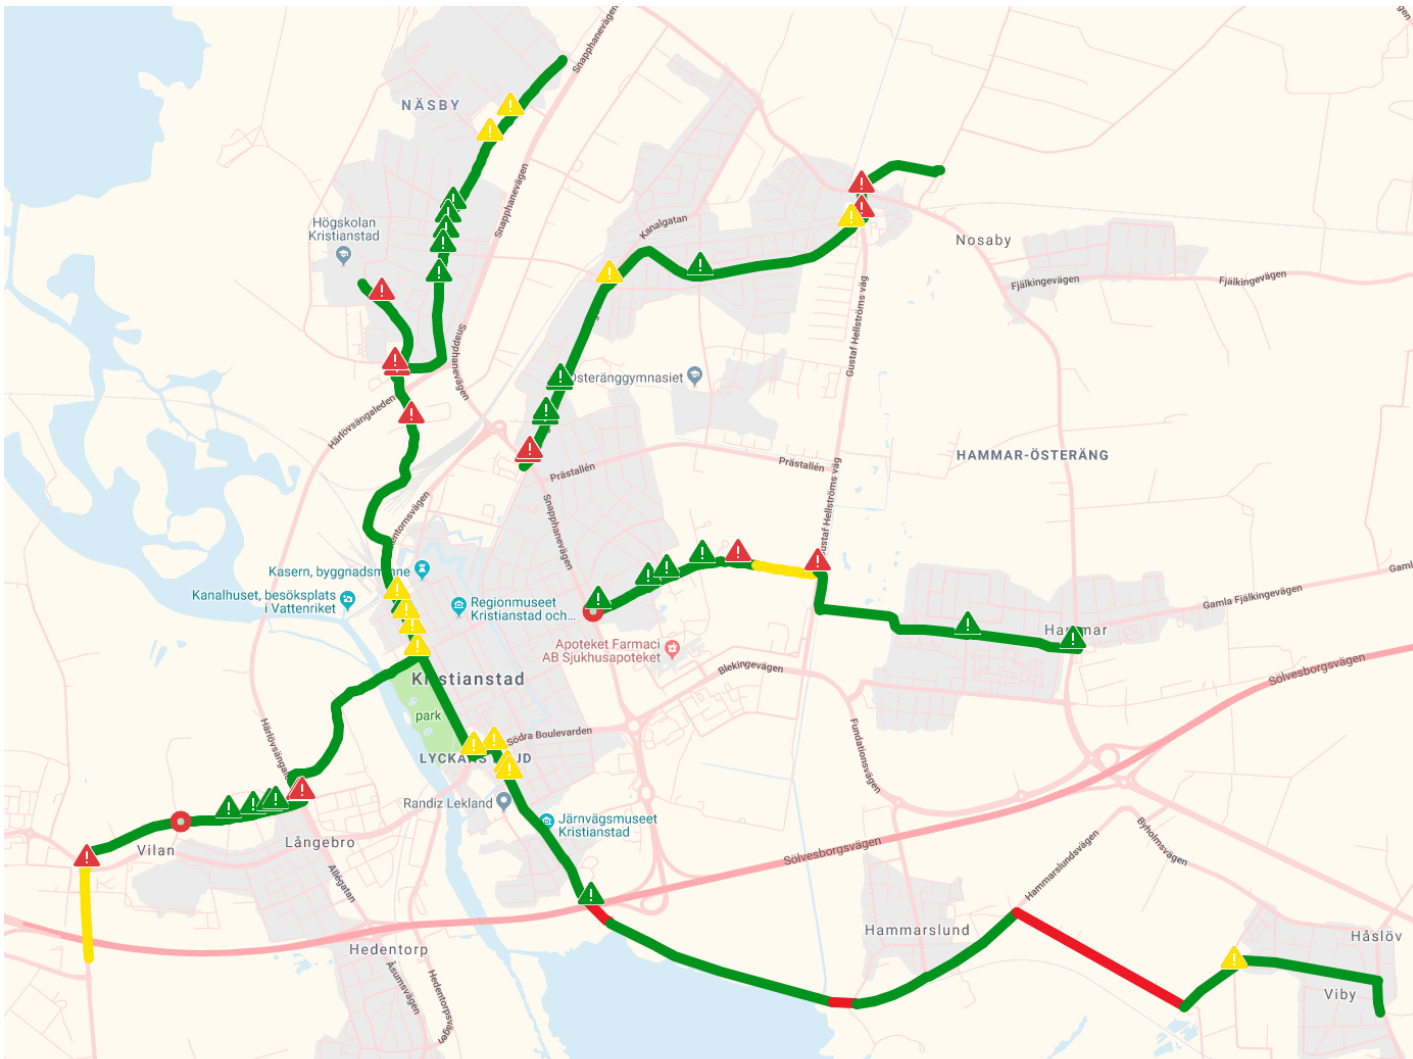 Snapphanevägen
NÄSBY
Snapphanevägen
Högskolan
Kristianstad
Kanalgatan
Nosaby
Fjälkingevägen
Fjälkingevägen
Gustaf Hellströms väg
Snapphanevägen
Österänggymnasiet
Härlövsängaleden
HAMMAR-ÖSTERÄNG
Prästallén
Prästallén
Gustaf Hellströms väg
Snapphanevägen
Kasern, byggnadsminne
Kanalhuset, besöksplats
i Vattenriket
Regionmuseet
Kristianstad och...
Gamla Fjälkingevägen
Apoteket Farmaci
AB Sjukhusapoteket
Blekingevägen
Sölvesborgsvägen
Kristianstad
park
Södra Boulevarden
Fundationsvägen
Randiz Lekland
Järnvägsmuseet
Kristianstad
Långebro
Vilan
Sölvesborgsvägen
Byholmsvägen
Hammarslundsvägen
Allégatan
Hammarslund
Håslöv
Hedentorp
Viby
Åsumsvägen
Hedentorpsvägen